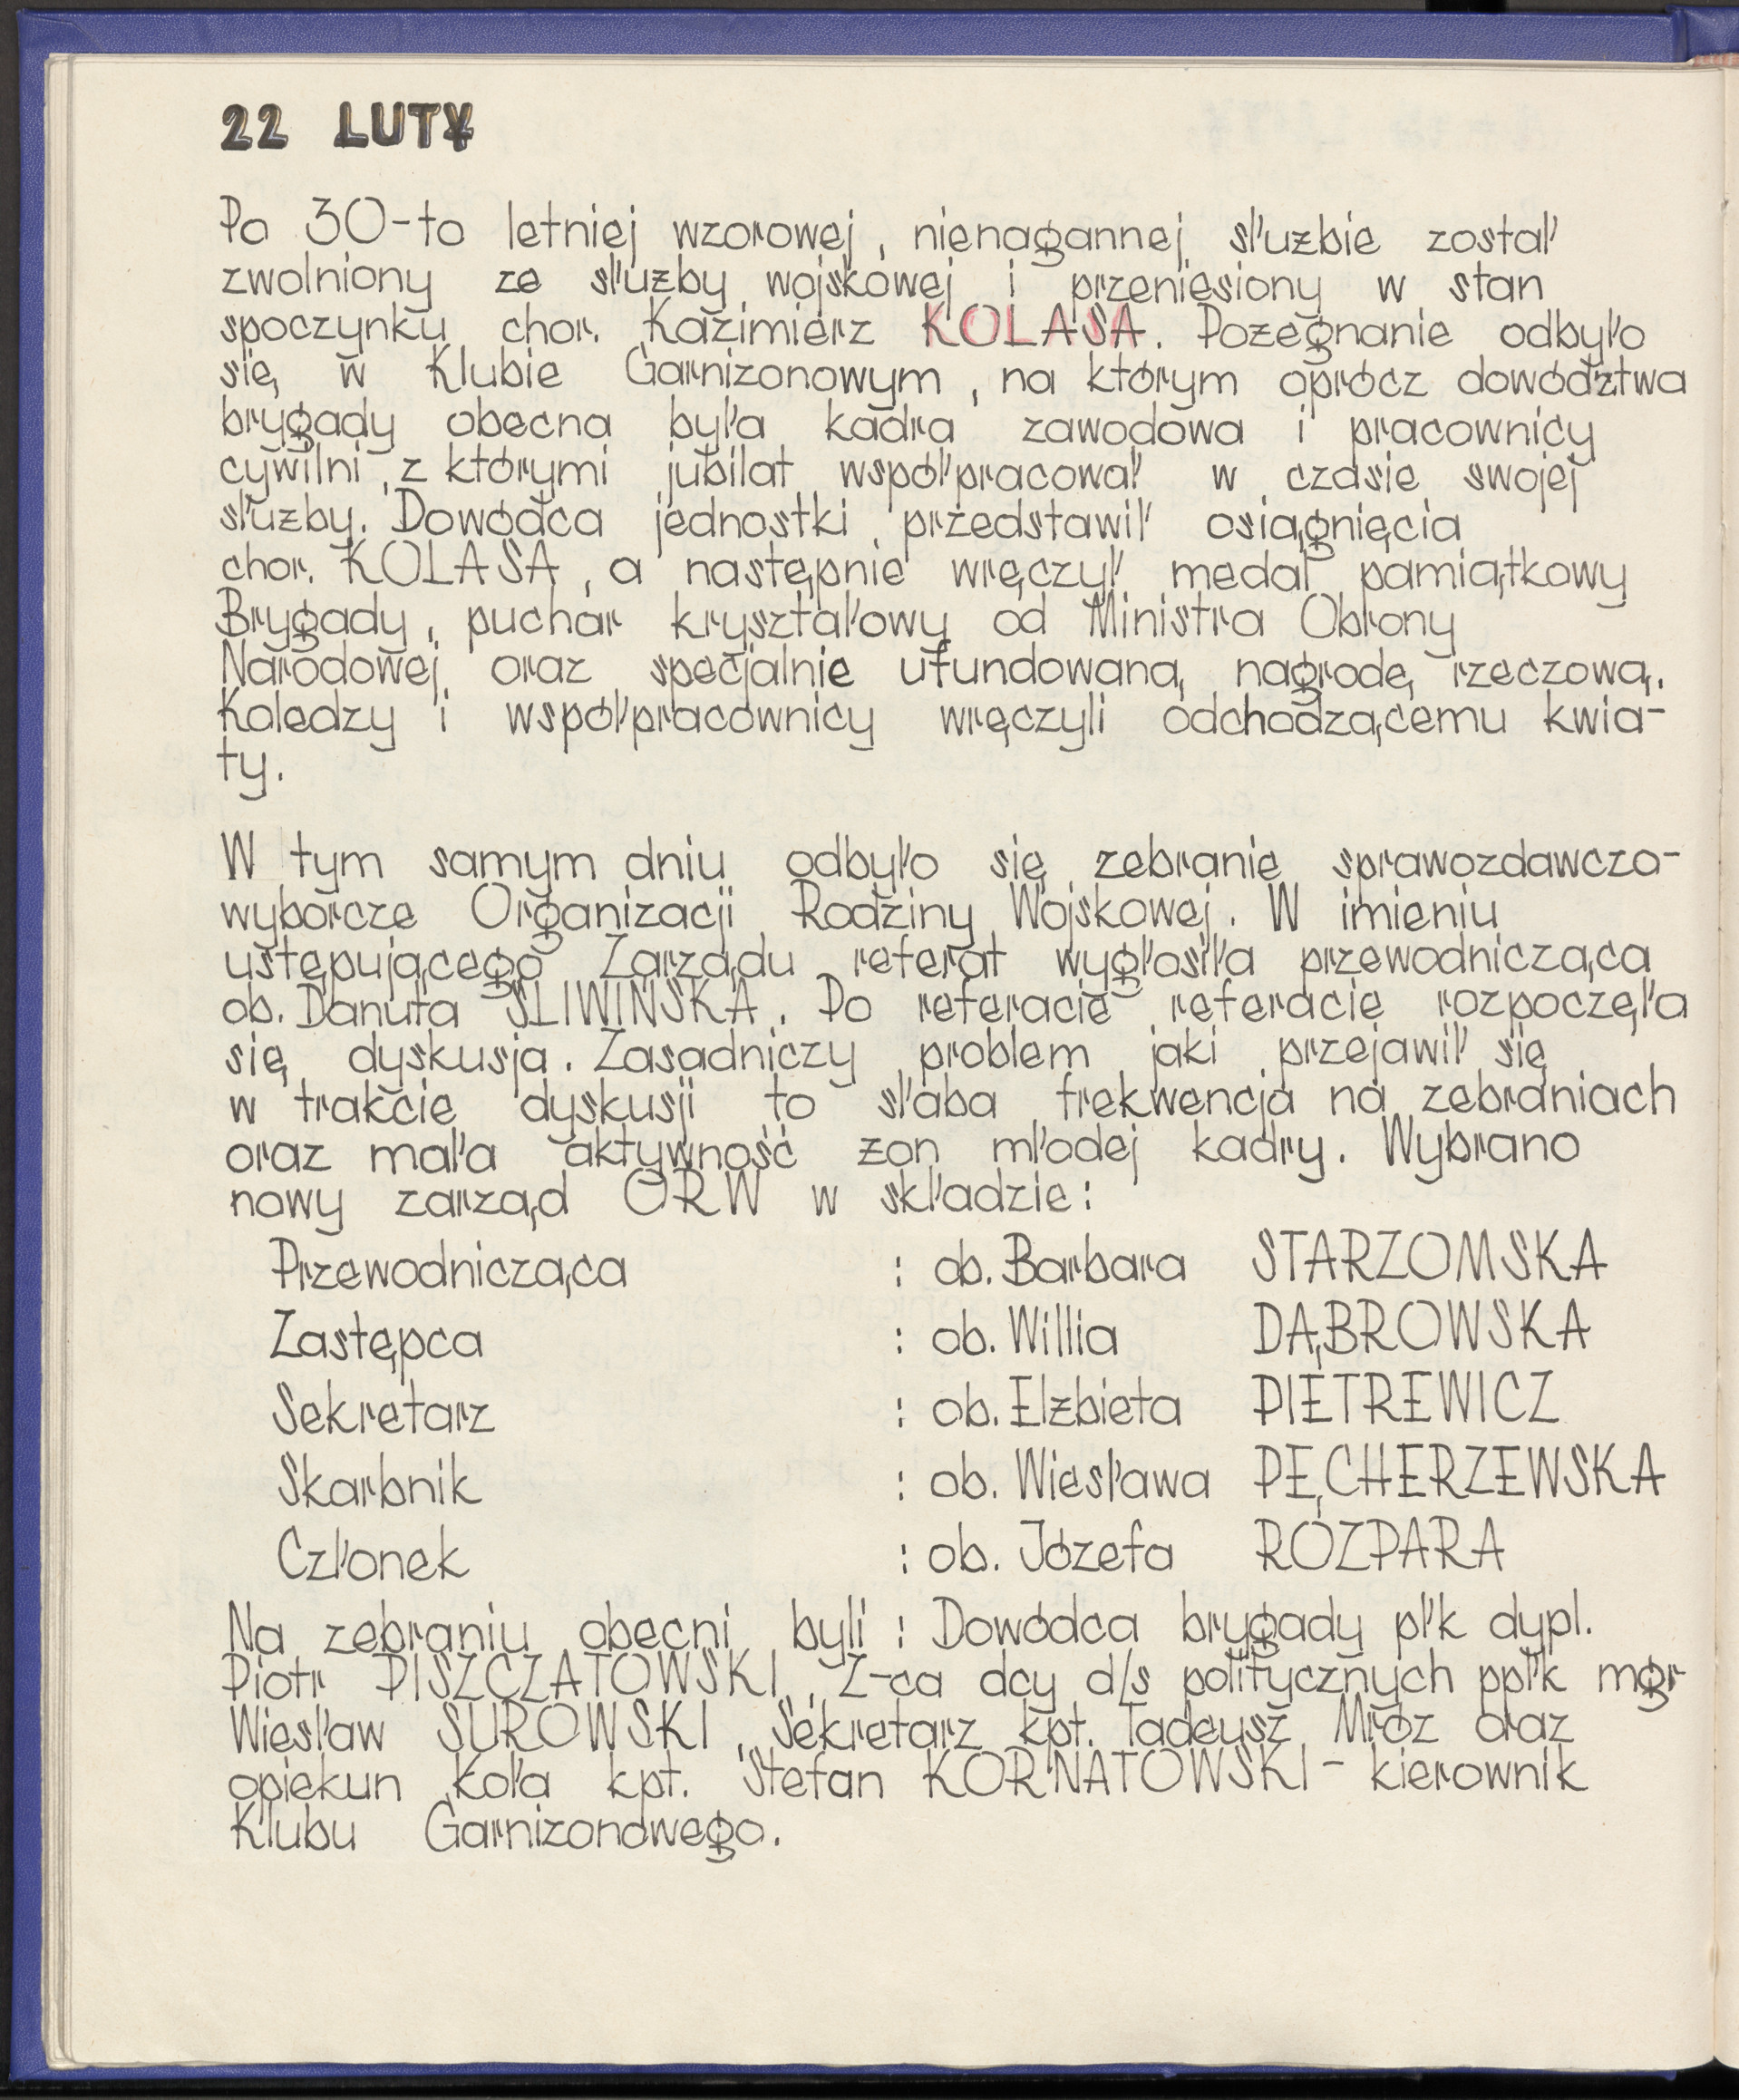 22 LUTY
Po 30-to letniej wzorowej, nienagannej służbie został
zwolniony ze służby wojskowej i przeniesiony w stan
spoczynku chor. Kazimierz KOLASA. Pożegnanie odbyło
się w Klubie Garnizonowym, na którym oprócz dowództwa
brygady obecna była kadra zawodowa i pracownicy
cywilni, z którymi jubilat współpracował w czasie swojej
służby. Dowódca jednostki przedstawił osiągnięcia
chor. KOLASA, a następnie wręczył medal pamiątkowy
Brygady, puchar kryształowy od Ministra Obrony
Narodowej oraz specjalnie ufundowaną nagrodę rzeczową.
Koledzy i współpracownicy wręczyli odchodzącemu kwia-
ty.
W tym samym dniu odbyło się zebranie sprawozdawczo-
wyborcze Organizacji Rodziny Wojskowej. W imieniu
ustępującego Zarządu referat wygłosiła przewodnicząca
ob. Danuta ŚLIWIŃSKA. Po referacie referacie rozpoczęła
się dyskusja. Zasadniczy problem jaki przejawił się
w trakcie dyskusji to słaba frekwencja na zebraniach
oraz mała aktywność żon młodej kadry. Wybrano
nowy zarząd ORW w składzie:
Przewodnicząca : ob. Barbara STARZOMSKA
Zastępca : ob. Willia DĄBROWSKA
Sekretarz : ob. Elżbieta PIETREWICZ
Skarbnik : ob. Wiesława PĘCHERZEWSKA
Członek : ob. Józefa ROZPARA
Na zebraniu obecni byli: Dowódca brygady płk dypl.
Piotr PISZCZATOWSKI, Z-ca dcy d/s politycznych ppłk mgr
Wiesław SUROWSKI, Sekretarz kpt. Tadeusz Mróz oraz
opiekun Koła kpt. Stefan KORNATOWSKI - kierownik
Klubu Garnizonowego.